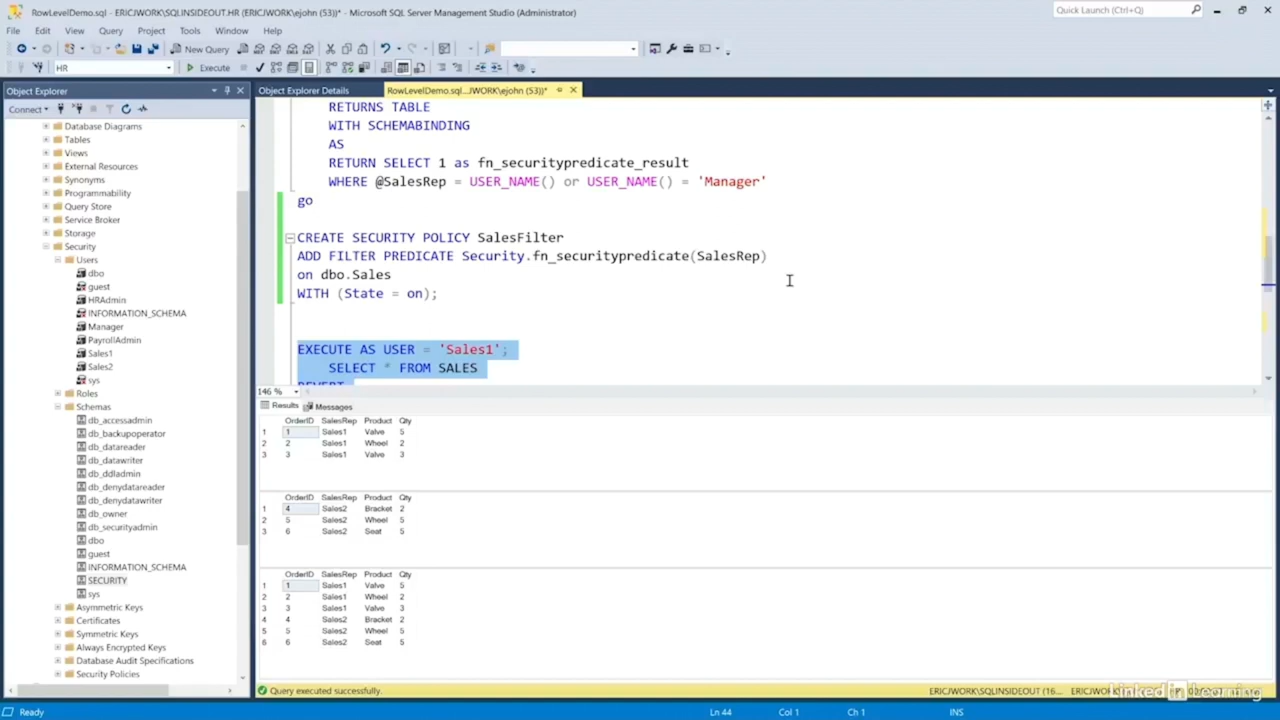 RowLevelDemo.sql - ERICJWORK\SQLINSIDEOUT.HR (ERICJWORK\ejohn (53))* - Microsoft SQL Server Management Studio (Administrator)
Quick Launch (Ctrl+Q)
File Edit View Query Project Tools Window Help
New Query
HR
Execute
Object Explorer
Object Explorer Details
RowLevelDemo.sql...JWORK\ejohn (53))*
Connect
Database Diagrams
Tables
Views
External Resources
Synonyms
Programmability
Query Store
Service Broker
Storage
Security
Users
dbo
guest
HRAdmin
INFORMATION_SCHEMA
Manager
PayrollAdmin
Sales1
Sales2
sys
Roles
Schemas
db_accessadmin
db_backupoperator
db_datareader
db_datawriter
db_ddladmin
db_denydatareader
db_denydatawriter
db_owner
db_securityadmin
dbo
guest
INFORMATION_SCHEMA
SECURITY
sys
Asymmetric Keys
Certificates
Symmetric Keys
Always Encrypted Keys
Database Audit Specifications
Security Policies
RETURNS TABLE
WITH SCHEMABINDING
AS
RETURN SELECT 1 as fn_securitypredicate_result
WHERE @SalesRep = USER_NAME() or USER_NAME() = 'Manager'
go
CREATE SECURITY POLICY SalesFilter
ADD FILTER PREDICATE Security.fn_securitypredicate(SalesRep)
on dbo.Sales
WITH (State = on);
EXECUTE AS USER = 'Sales1';
SELECT * FROM SALES
REVERT
146 %
Results Messages
OrderID SalesRep Product Qty
1 1 Sales1 Valve 5
2 2 Sales1 Wheel 2
3 3 Sales1 Valve 3
OrderID SalesRep Product Qty
1 4 Sales2 Bracket 2
2 5 Sales2 Wheel 5
3 6 Sales2 Seat 5
OrderID SalesRep Product Qty
1 1 Sales1 Valve 5
2 2 Sales1 Wheel 2
3 3 Sales1 Valve 3
4 4 Sales2 Bracket 2
5 5 Sales2 Wheel 5
6 6 Sales2 Seat 5
Query executed successfully.
ERICJWORK\SQLINSIDEOUT (16...
Linked in Learning
Ready
Ln 44 Col 1 Ch 1 INS